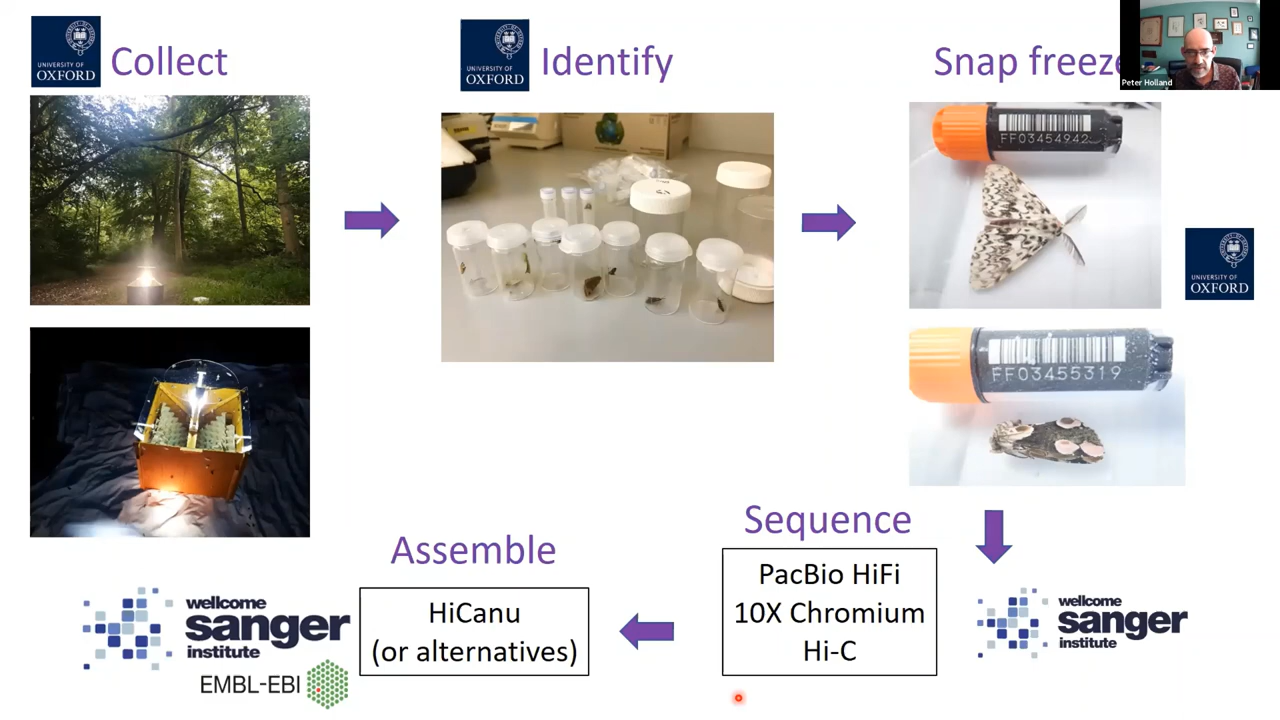 UNIVERSITY OF
OXFORD
Collect
UNIVERSITY OF
OXFORD
Identify
Snap freeze
Peter Holland
FF03454942
UNIVERSITY OF
OXFORD
FF03455319
Sequence
PacBio HiFi
10X Chromium
Hi-C
wellcome
sanger
institute
Assemble
HiCanu
(or alternatives)
wellcome
sanger
institute
EMBL-EBI